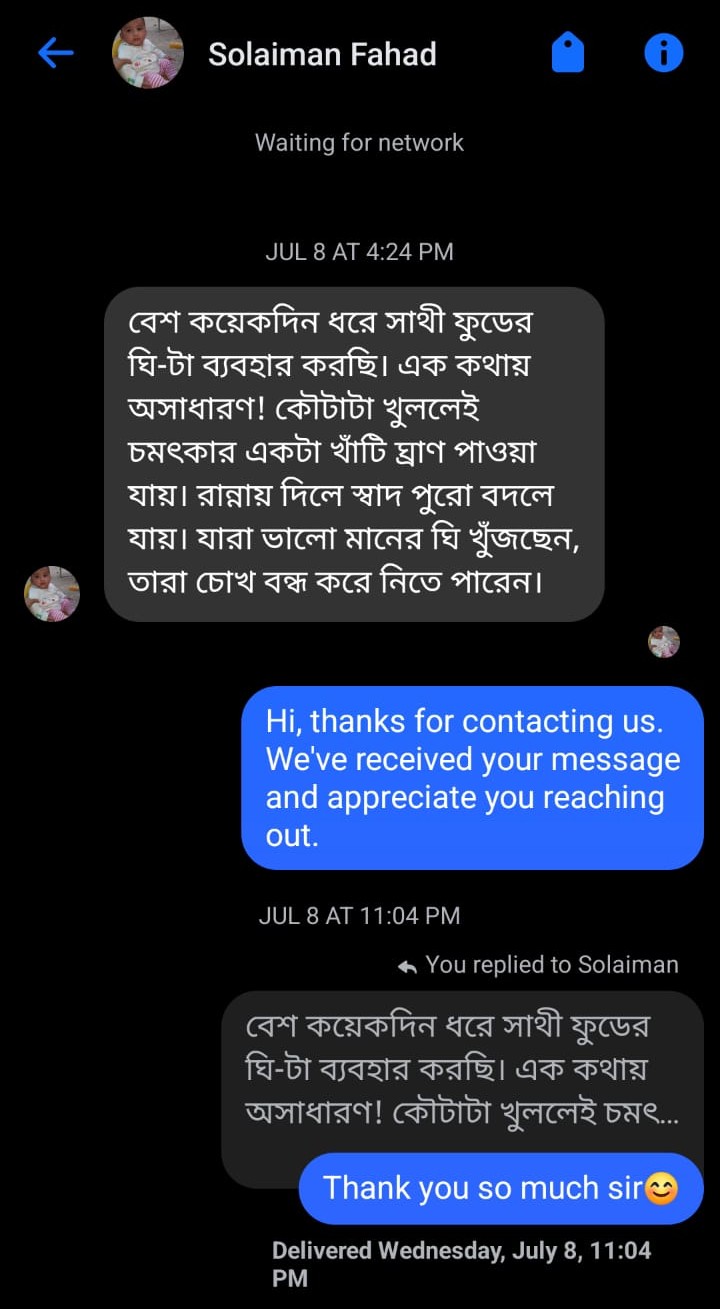 Solaiman Fahad
Waiting for network
JUL 8 AT 4:24 PM
বেশ কয়েকদিন ধরে সাথী ফুডের
ঘি-টা ব্যবহার করছি। এক কথায়
অসাধারণ! কৌটাটা খুললেই
চমৎকার একটা খাঁটি ঘ্রাণ পাওয়া
যায়। রান্নায় দিলে স্বাদ পুরো বদলে
যায়। যারা ভালো মানের ঘি খুঁজছেন,
তারা চোখ বন্ধ করে নিতে পারেন।
Hi, thanks for contacting us.
We've received your message
and appreciate you reaching
out.
JUL 8 AT 11:04 PM
You replied to Solaiman
বেশ কয়েকদিন ধরে সাথী ফুডের
ঘি-টা ব্যবহার করছি। এক কথায়
অসাধারণ! কৌটাটা খুললেই চমৎ...
Thank you so much sir😊
Delivered Wednesday, July 8, 11:04
PM